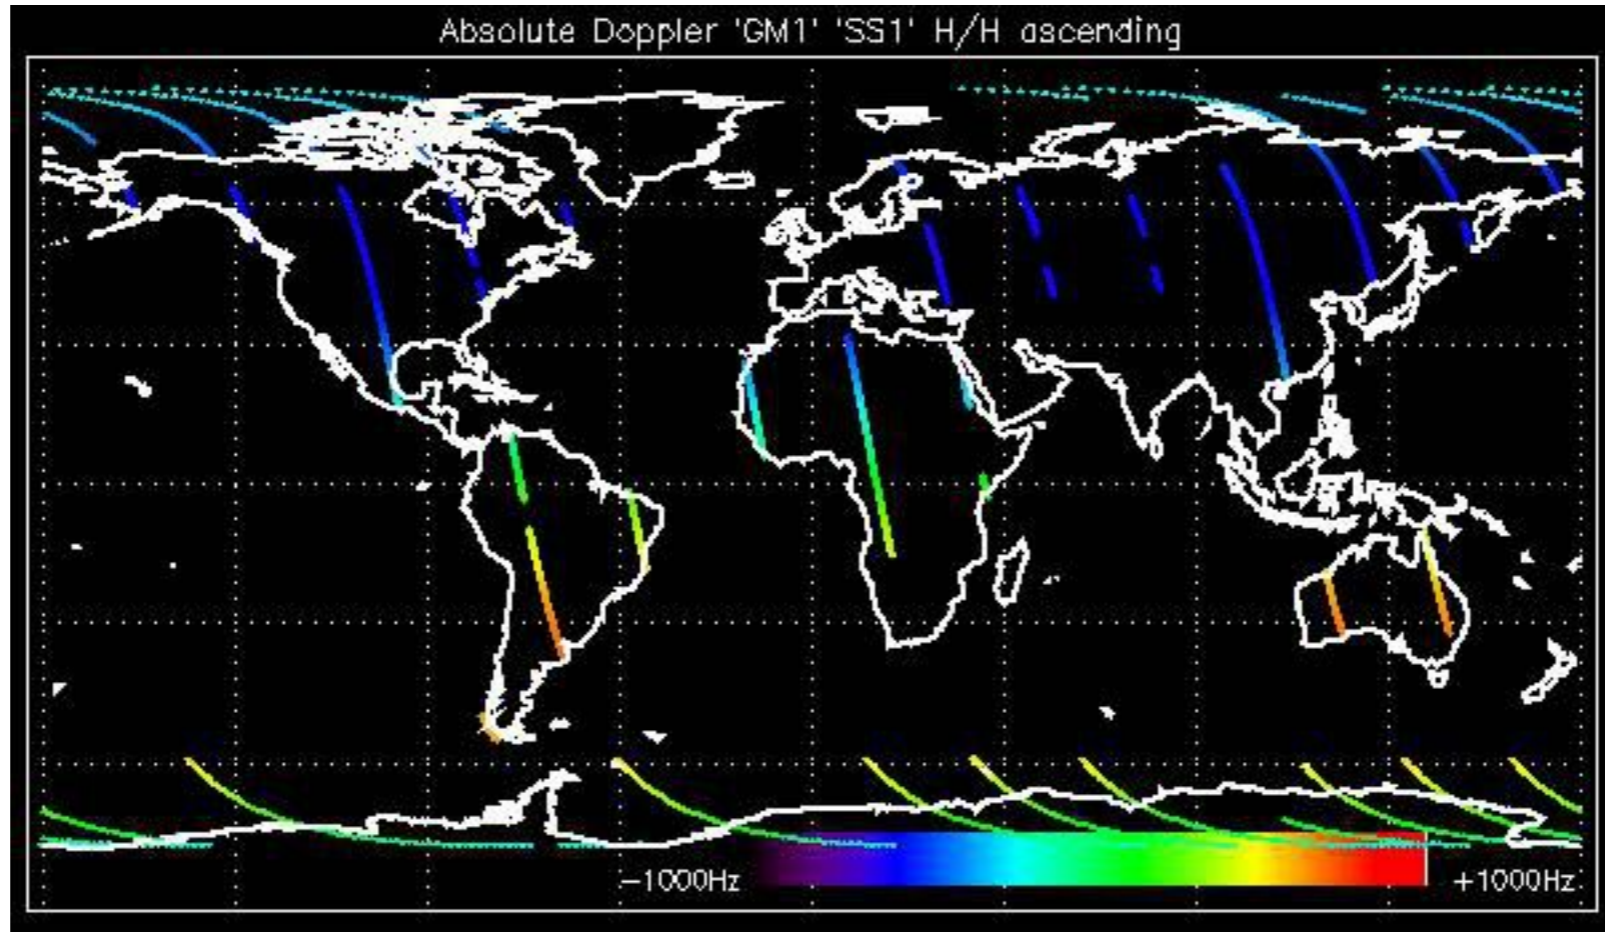 Absolute Doppler 'GM1' 'SS1' H/H ascending
−1000Hz
+1000Hz